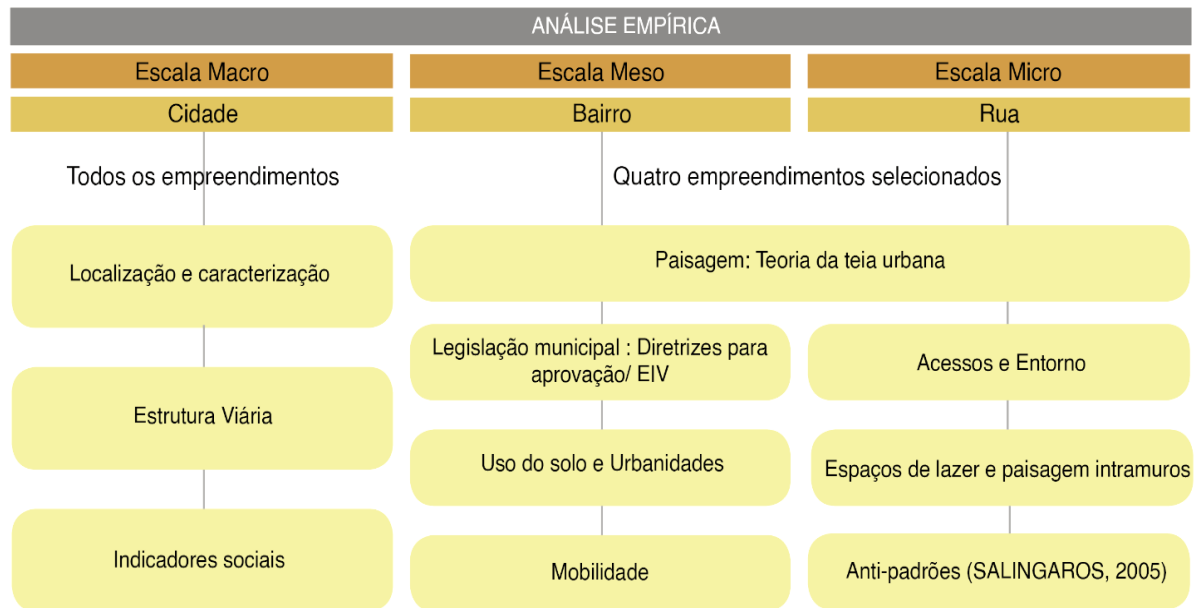 ANÁLISE EMPÍRICA
Escala Macro
Escala Meso
Escala Micro
Cidade
Bairro
Rua
Todos os empreendimentos
Quatro empreendimentos selecionados
Localização e caracterização
Paisagem: Teoria da teia urbana
Estrutura Viária
Legislação municipal : Diretrizes para
aprovação/ EIV
Acessos e Entorno
Uso do solo e Urbanidades
Espaços de lazer e paisagem intramuros
Indicadores sociais
Mobilidade
Anti-padrões (SALINGAROS, 2005)